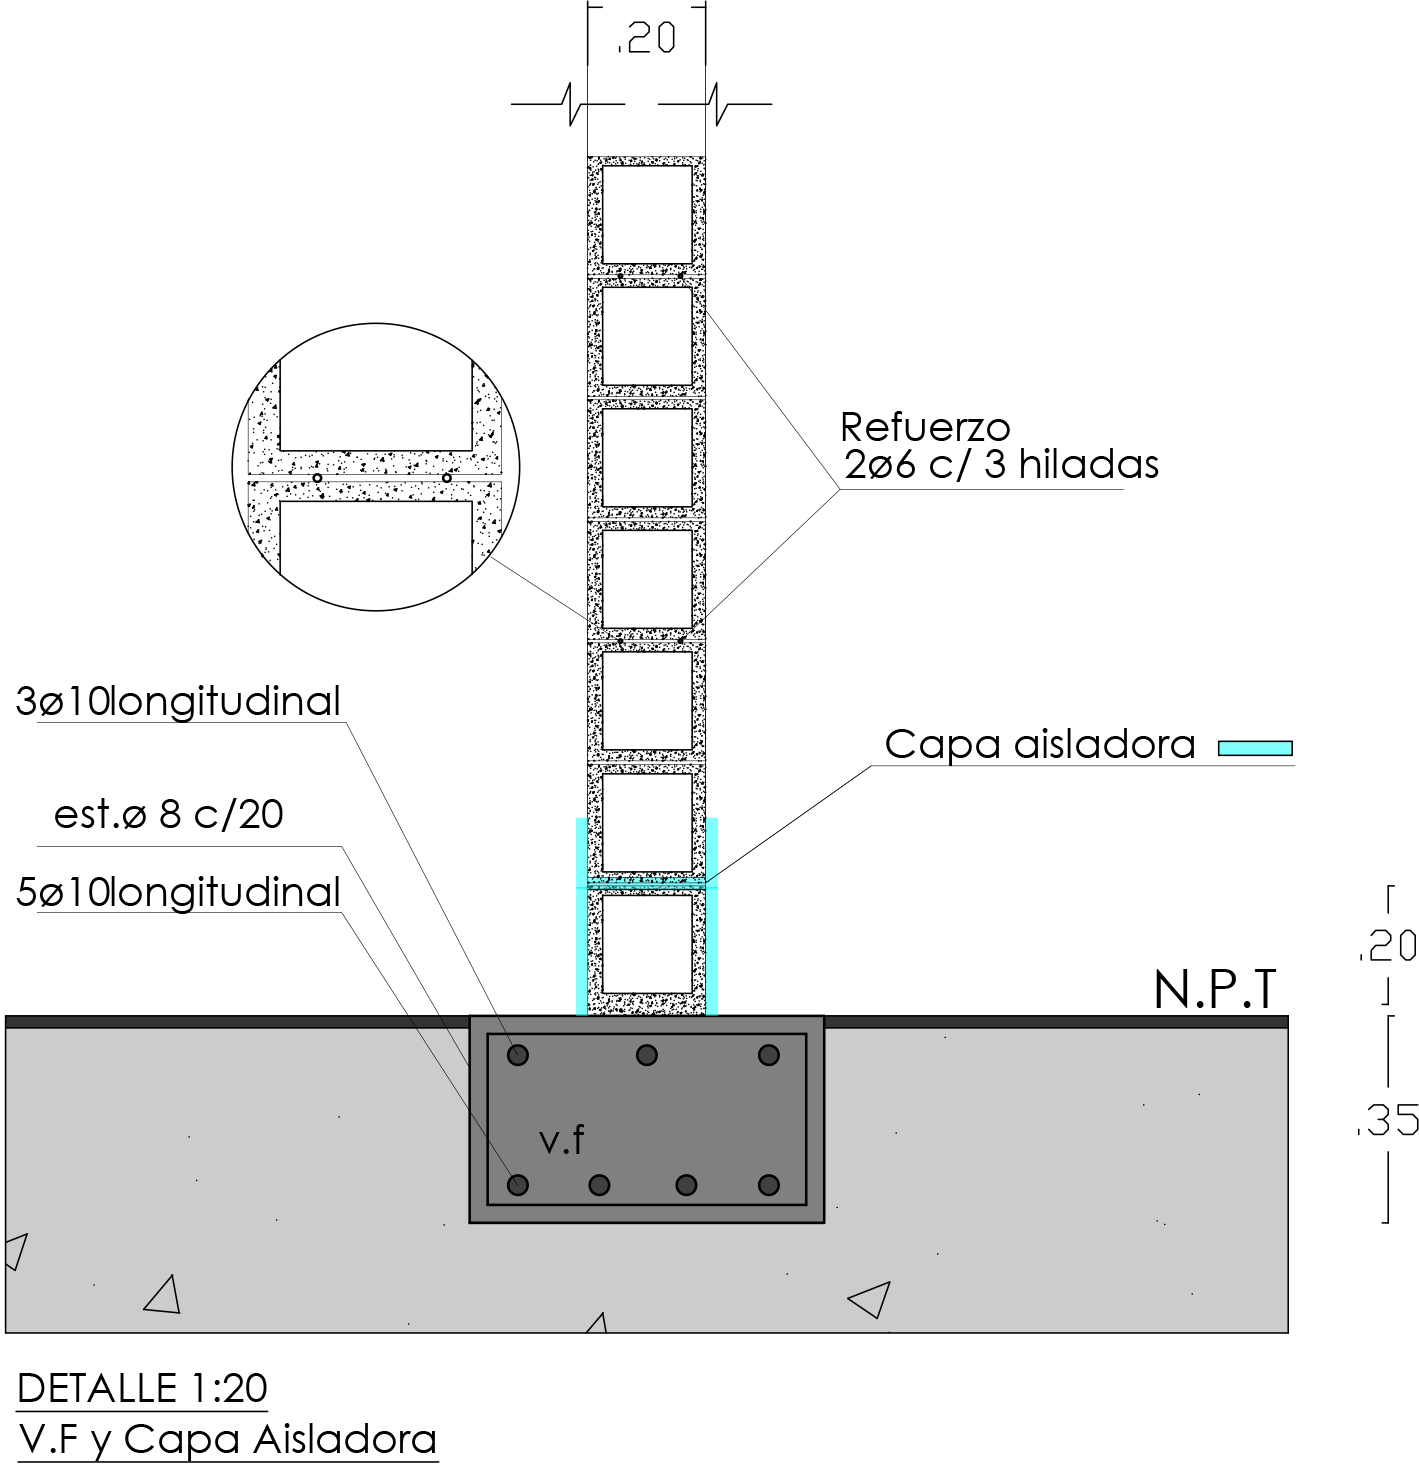 .20
Refuerzo
2ø6 c/ 3 hiladas
3ø10longitudinal
Capa aisladora
est.ø 8 c/20
5ø10longitudinal
.20
N.P.T
.35
v.f
DETALLE 1:20
V.F y Capa Aisladora